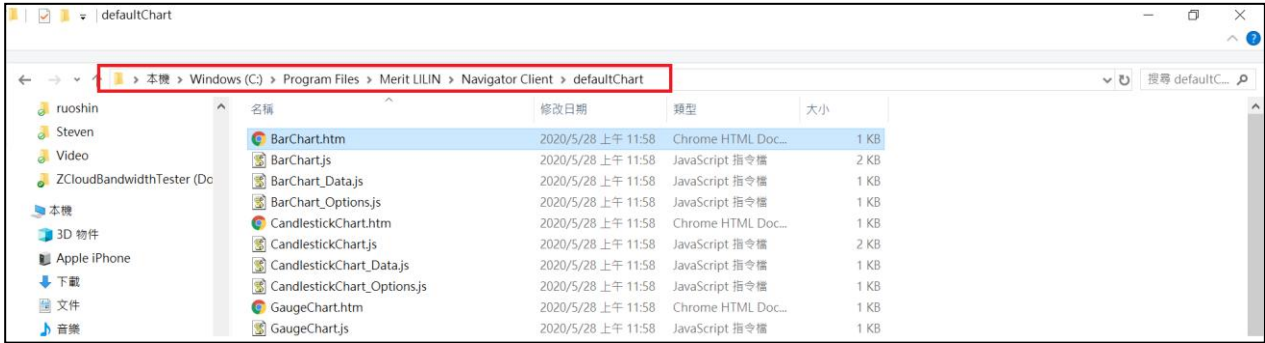 defaultChart
本機 > Windows (C:) > Program Files > Merit LILIN > Navigator Client > defaultChart
搜尋 defaultC...
ruoshin
Steven
Video
ZCloudBandwidthTester (Do
本機
3D 物件
Apple iPhone
下載
文件
音樂
名稱 修改日期 類型 大小
BarChart.htm 2020/5/28 上午 11:58 Chrome HTML Doc... 1 KB
BarChart.js 2020/5/28 上午 11:58 JavaScript 指令檔 2 KB
BarChart_Data.js 2020/5/28 上午 11:58 JavaScript 指令檔 1 KB
BarChart_Options.js 2020/5/28 上午 11:58 JavaScript 指令檔 1 KB
CandlestickChart.htm 2020/5/28 上午 11:58 Chrome HTML Doc... 1 KB
CandlestickChart.js 2020/5/28 上午 11:58 JavaScript 指令檔 2 KB
CandlestickChart_Data.js 2020/5/28 上午 11:58 JavaScript 指令檔 1 KB
CandlestickChart_Options.js 2020/5/28 上午 11:58 JavaScript 指令檔 1 KB
GaugeChart.htm 2020/5/28 上午 11:58 Chrome HTML Doc... 1 KB
GaugeChart.js 2020/5/28 上午 11:58 JavaScript 指令檔 1 KB